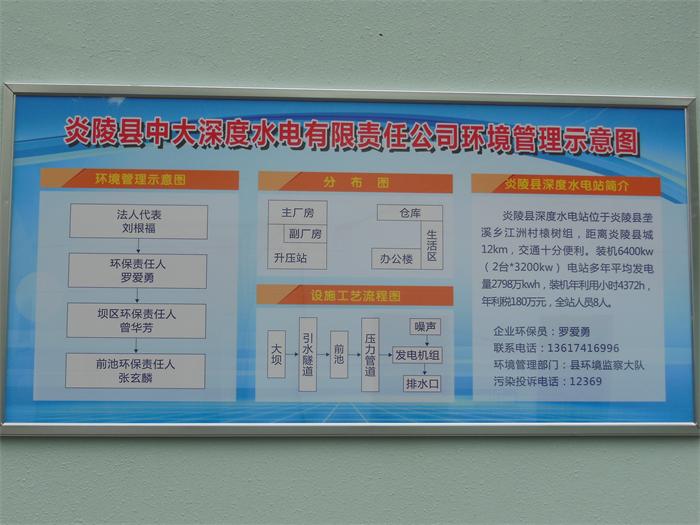 炎陵县中大深度水电有限责任公司环境管理示意图
环境管理示意图
法人代表
刘根福
环保责任人
罗爱勇
坝区环保责任人
曾华芳
前池环保责任人
张玄麟
分布图
主厂房
副厂房
升压站
仓库
生活区
办公楼
设施工艺流程图
大坝
引水隧道
前池
压力管道
噪声
发电机组
排水口
炎陵县深度水电站简介
炎陵县深度水电站位于炎陵县垄
溪乡江洲村榱树组，距离炎陵县城
12km，交通十分便利。装机6400kw
（2台*3200kw）电站多年平均发电
量2798万kwh，装机年利用小时4372h，
年利税180万元，全站人员8人。
企业环保员：罗爱勇
联系电话：13617416996
环境管理部门：县环境监察大队
污染投诉电话：12369